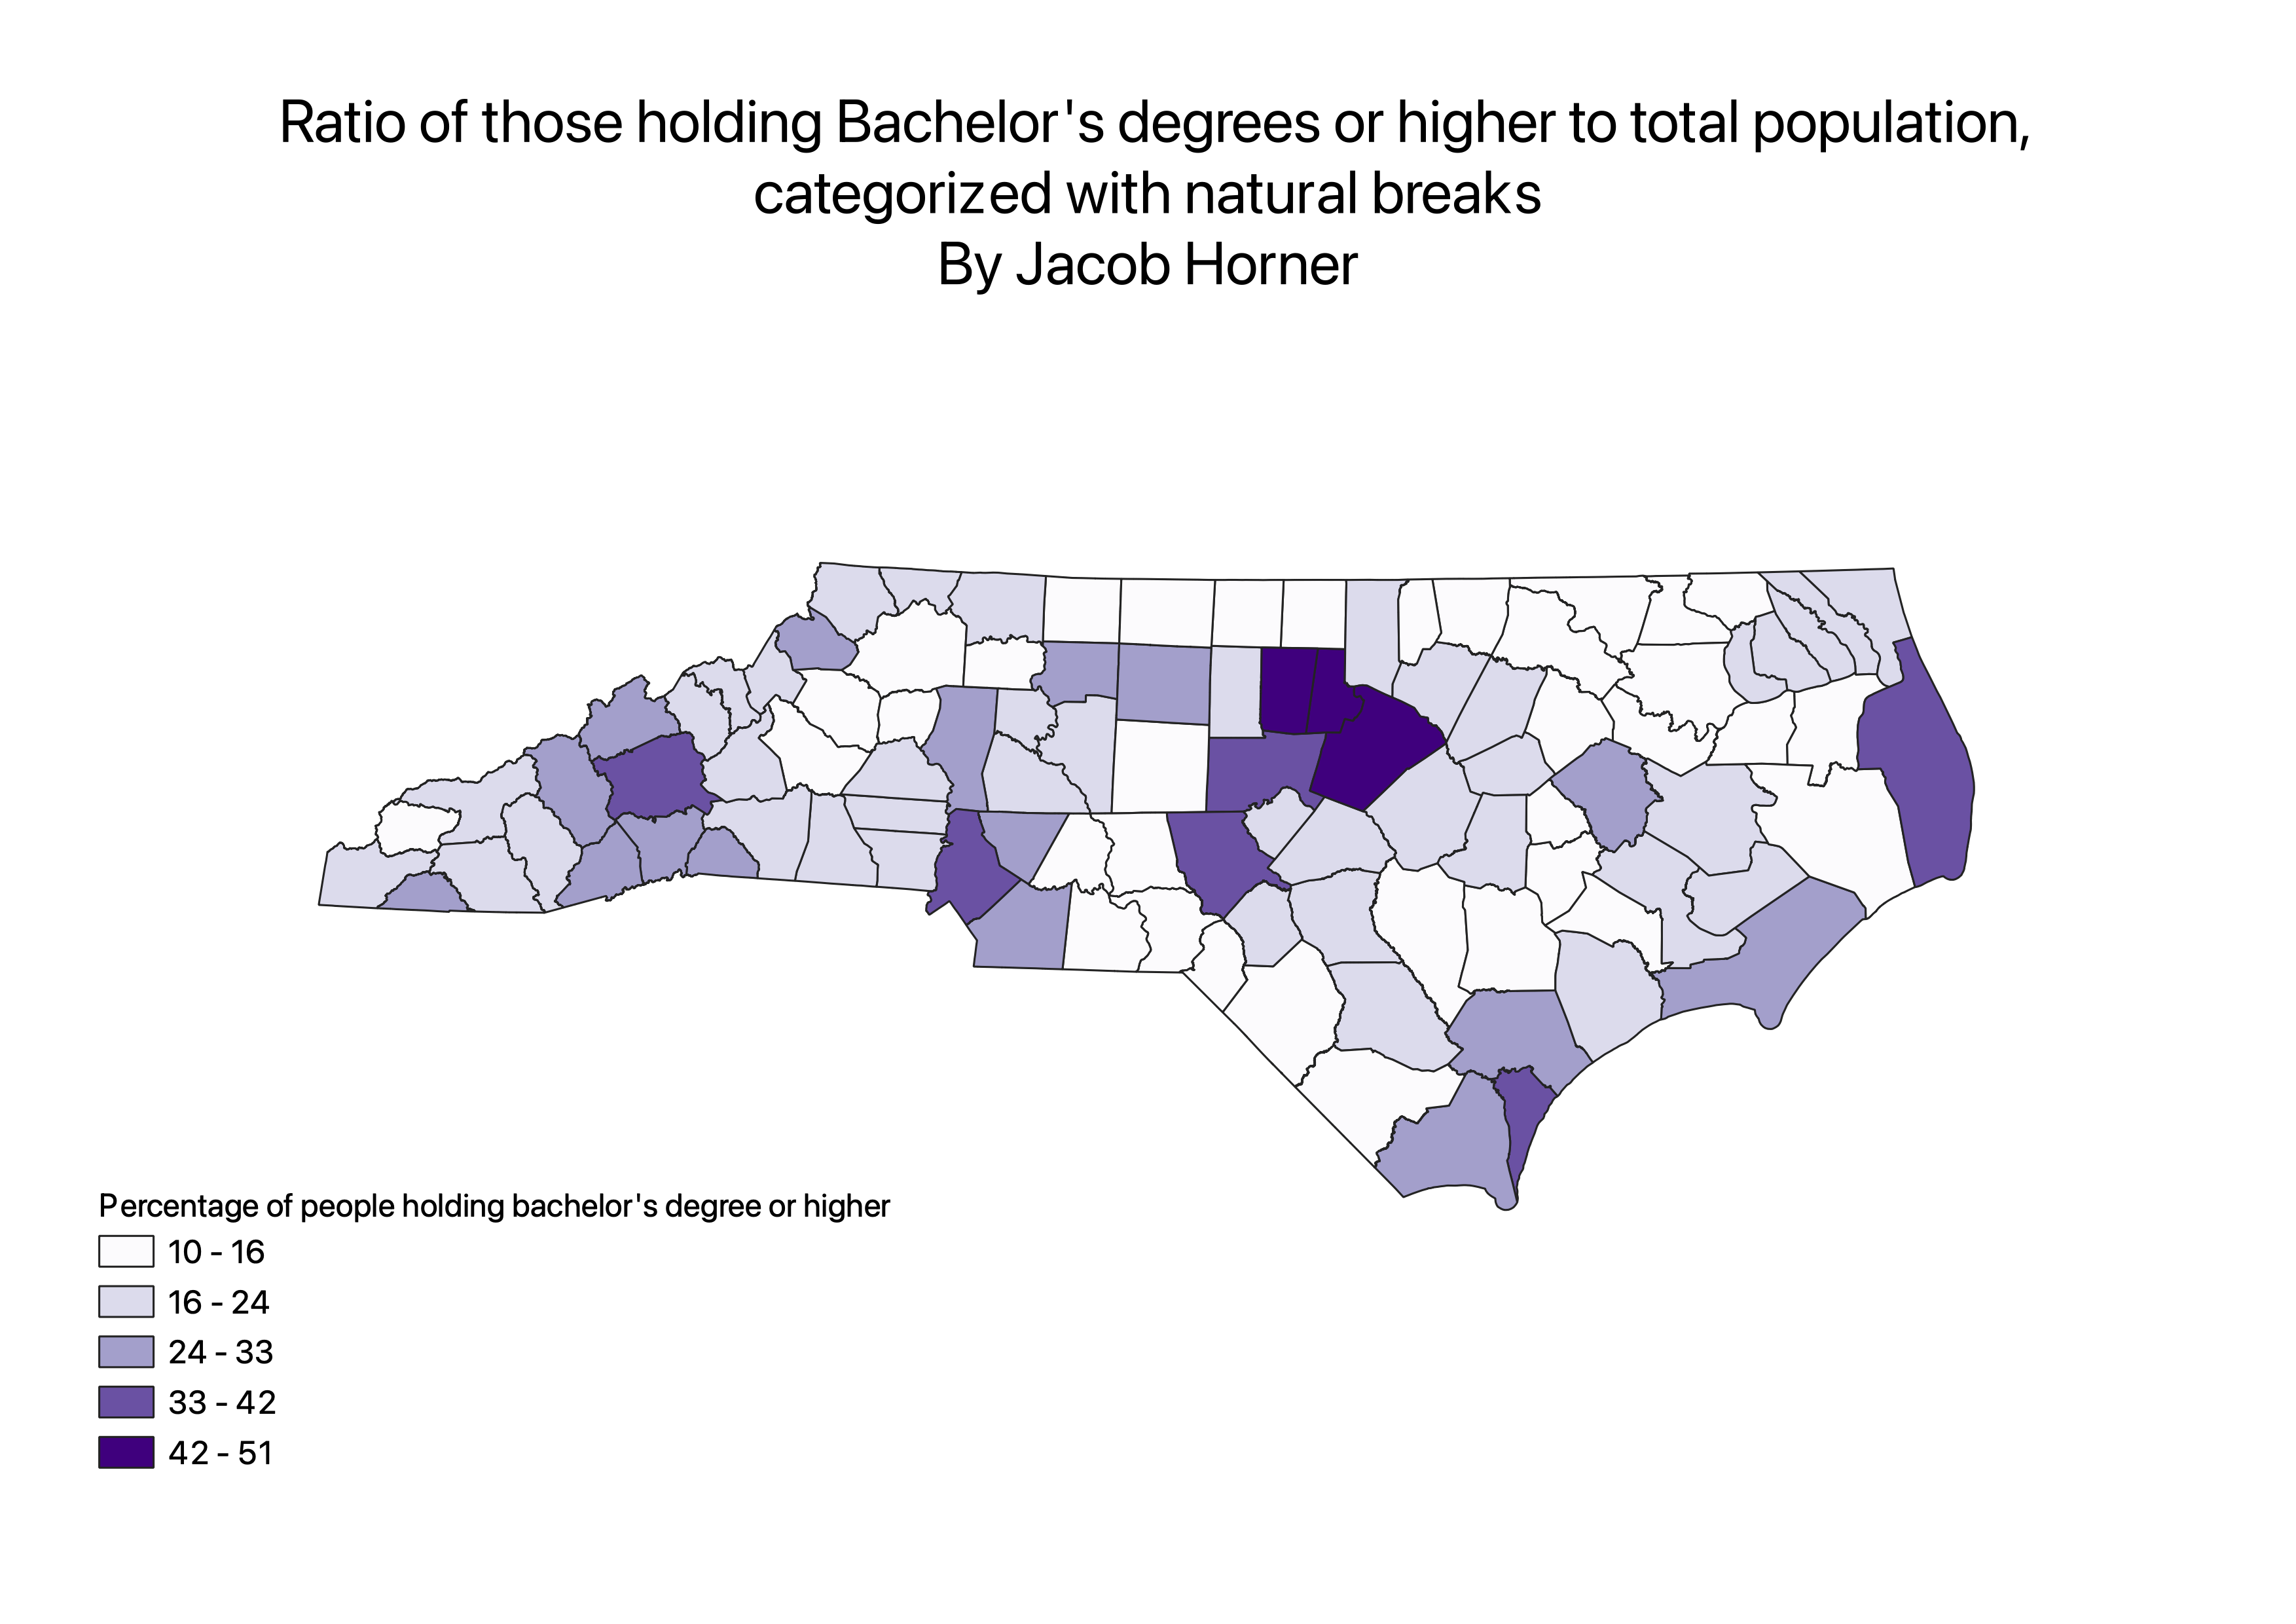 Ratio of those holding Bachelor's degrees or higher to total population,
categorized with natural breaks
By Jacob Horner
Percentage of people holding bachelor's degree or higher
10 - 16
16 - 24
24 - 33
33 - 42
42 - 51